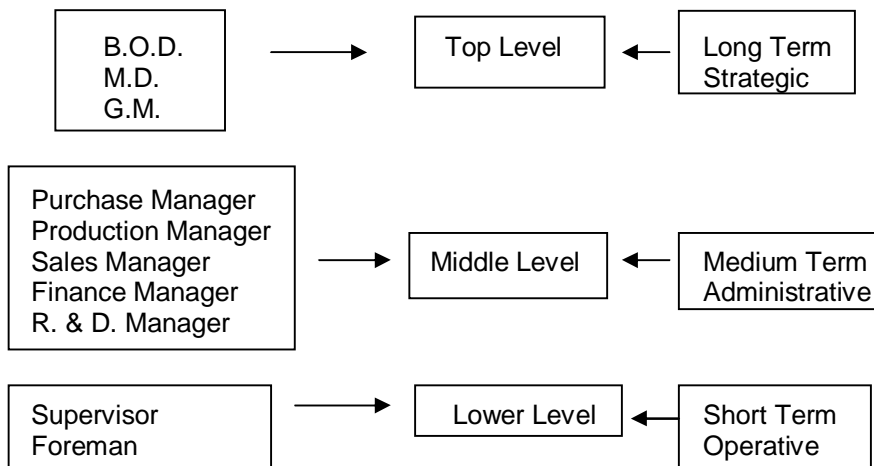 B.O.D.
M.D.
G.M.
Top Level
Long Term
Strategic
Purchase Manager
Production Manager
Sales Manager
Finance Manager
R. & D. Manager
Middle Level
Medium Term
Administrative
Supervisor
Foreman
Lower Level
Short Term
Operative